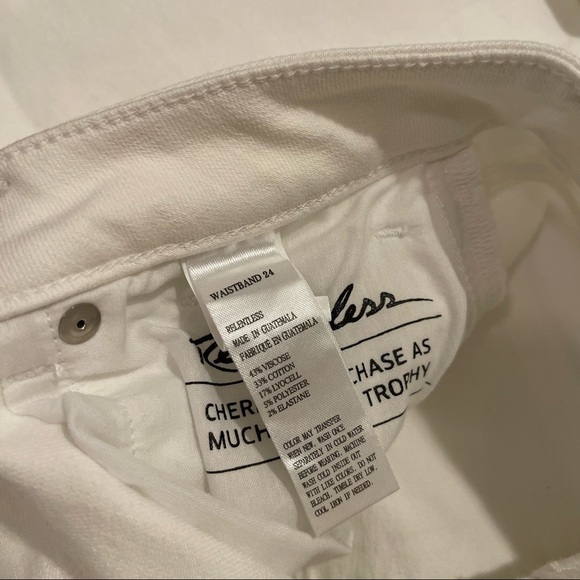 WAISTBAND 24
RELENTLESS
MADE IN GUATEMALA
FABRIQUE EN GUATEMALA
43% VISCOSE
33% COTTON
17% LYOCELL
5% POLYESTER
2% ELASTANE
COLOR MAY TRANSFER
WHEN NEW. WASH ONCE
SEPARATELY IN COLD WATER
BEFORE WEARING. MACHINE
WASH COLD INSIDE OUT
WITH LIKE COLORS. DO NOT
BLEACH. TUMBLE DRY LOW.
COOL IRON IF NEEDED.
CHASE AS
MUCH TROPHY